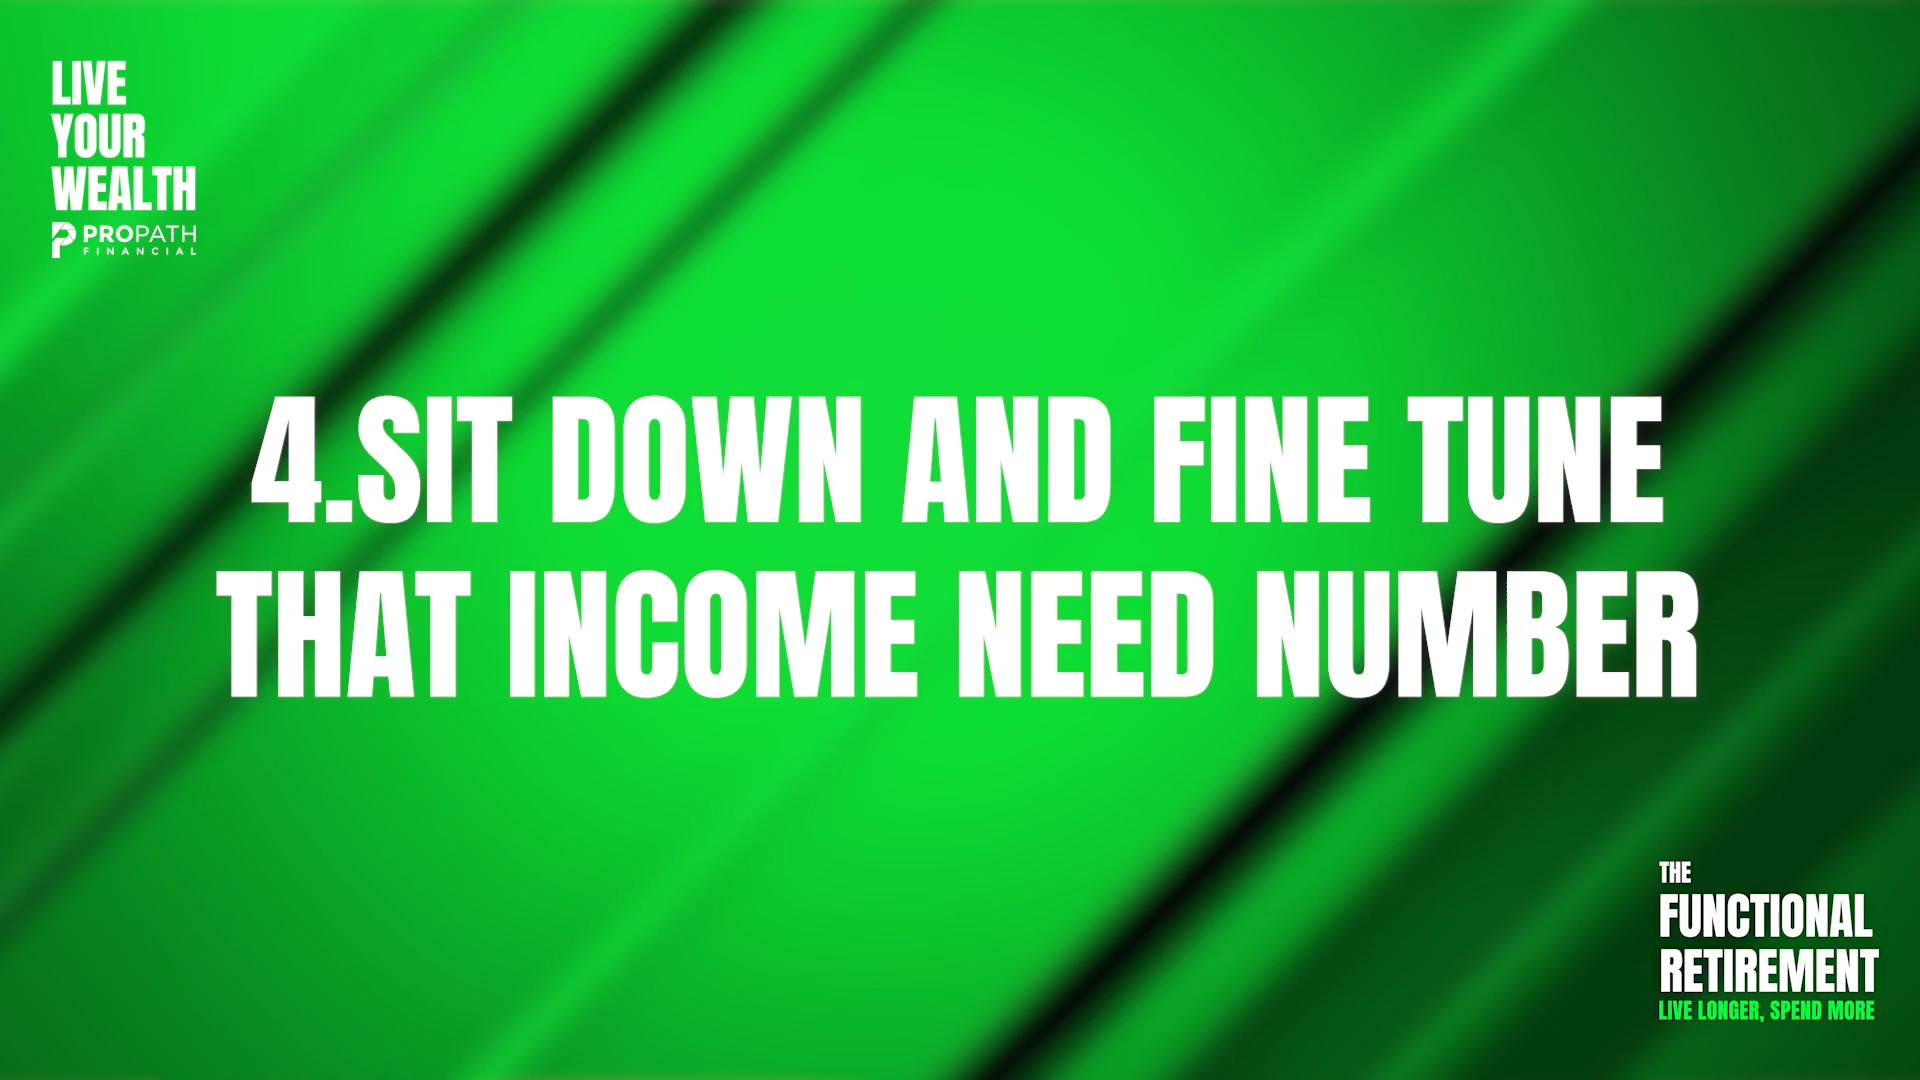 LIVE
YOUR
WEALTH
PROPATH
FINANCIAL
4.SIT DOWN AND FINE TUNE
THAT INCOME NEED NUMBER
THE
FUNCTIONAL
RETIREMENT
LIVE LONGER, SPEND MORE